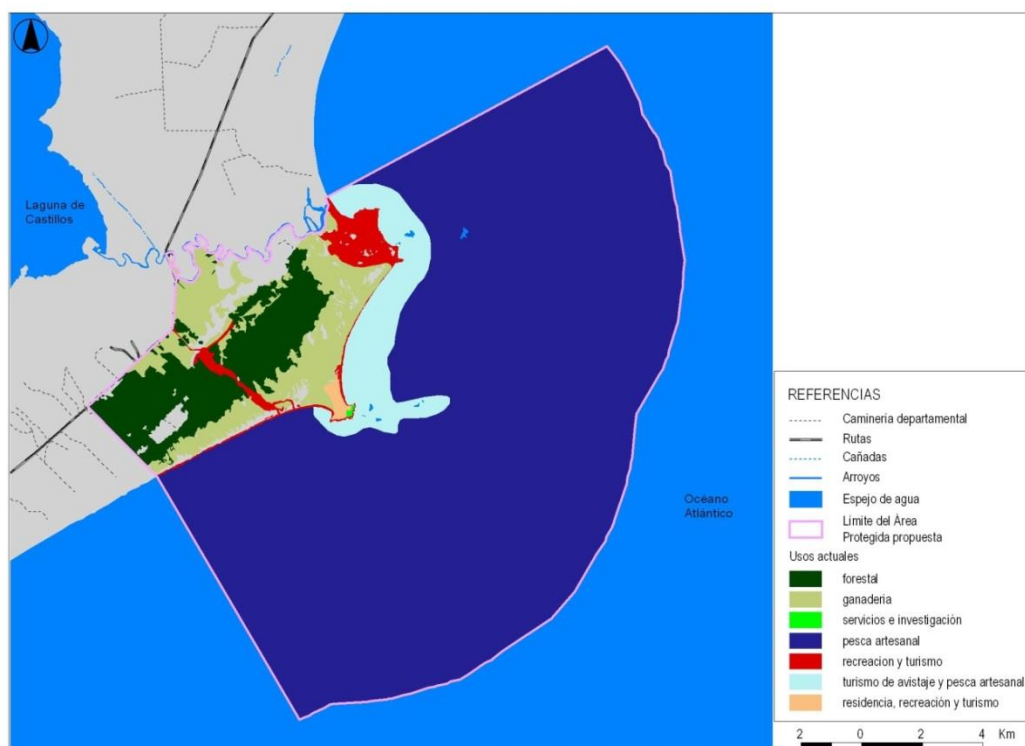 Laguna de
Castillos
Océano
Atlántico
REFERENCIAS
Caminería departamental
Rutas
Cañadas
Arroyos
Espejo de agua
Límite del Área
Protegida propuesta
Usos actuales
forestal
ganaderia
servicios e investigación
pesca artesanal
recreacion y turismo
turismo de avistaje y pesca artesanal
residencia, recreación y turismo
2 0 2 4 Km